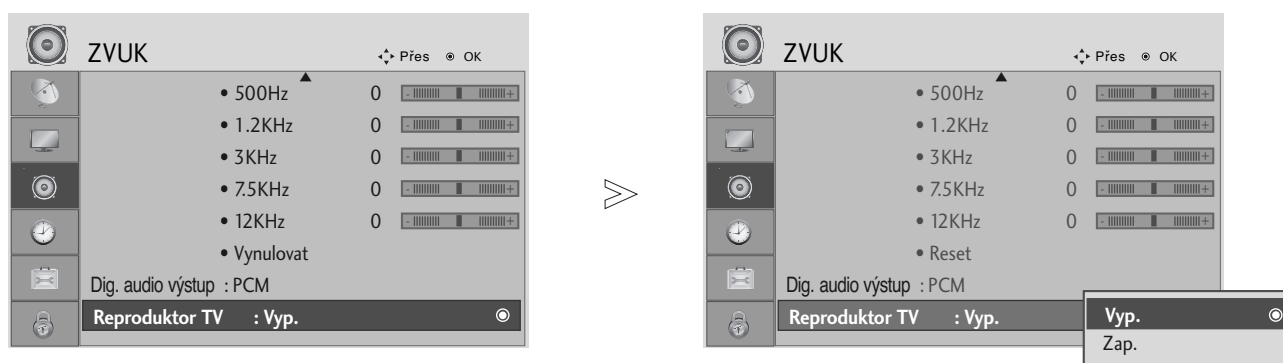 ZVUK
Přes OK
• 500Hz 0 - +
• 1.2KHz 0 - +
• 3KHz 0 - +
• 7.5KHz 0 - +
• 12KHz 0 - +
• Vynulovat
Dig. audio výstup : PCM
Reproduktor TV : Vyp.
ZVUK
Přes OK
• 500Hz 0 - +
• 1.2KHz 0 - +
• 3KHz 0 - +
• 7.5KHz 0 - +
• 12KHz 0 - +
• Reset
Dig. audio výstup : PCM
Reproduktor TV : Vyp.
Vyp.
Zap.